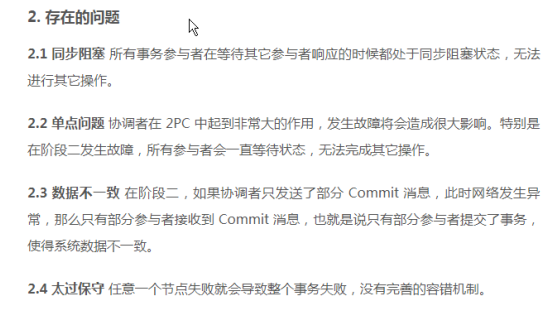 2. 存在的问题
2.1 同步阻塞 所有事务参与者在等待其它参与者响应的时候都处于同步阻塞状态，无法
进行其它操作。
2.2 单点问题 协调者在 2PC 中起到非常大的作用，发生故障将会造成很大影响。特别是
在阶段二发生故障，所有参与者会一直等待状态，无法完成其它操作。
2.3 数据不一致 在阶段二，如果协调者只发送了部分 Commit 消息，此时网络发生异
常，那么只有部分参与者接收到 Commit 消息，也就是说只有部分参与者提交了事务，
使得系统数据不一致。
2.4 太过保守 任意一个节点失败就会导致整个事务失败，没有完善的容错机制。